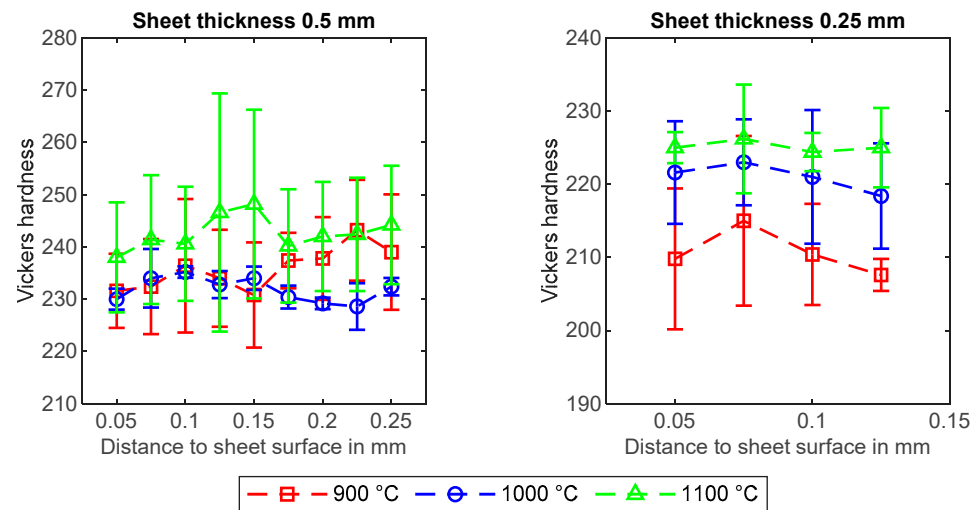 Sheet thickness 0.5 mm
280
270
260
250
240
230
220
210
Vickers hardness
0.05 0.1 0.15 0.2 0.25
Distance to sheet surface in mm
Sheet thickness 0.25 mm
240
230
220
210
200
190
Vickers hardness
0.05 0.1 0.15
Distance to sheet surface in mm
900 °C 1000 °C 1100 °C